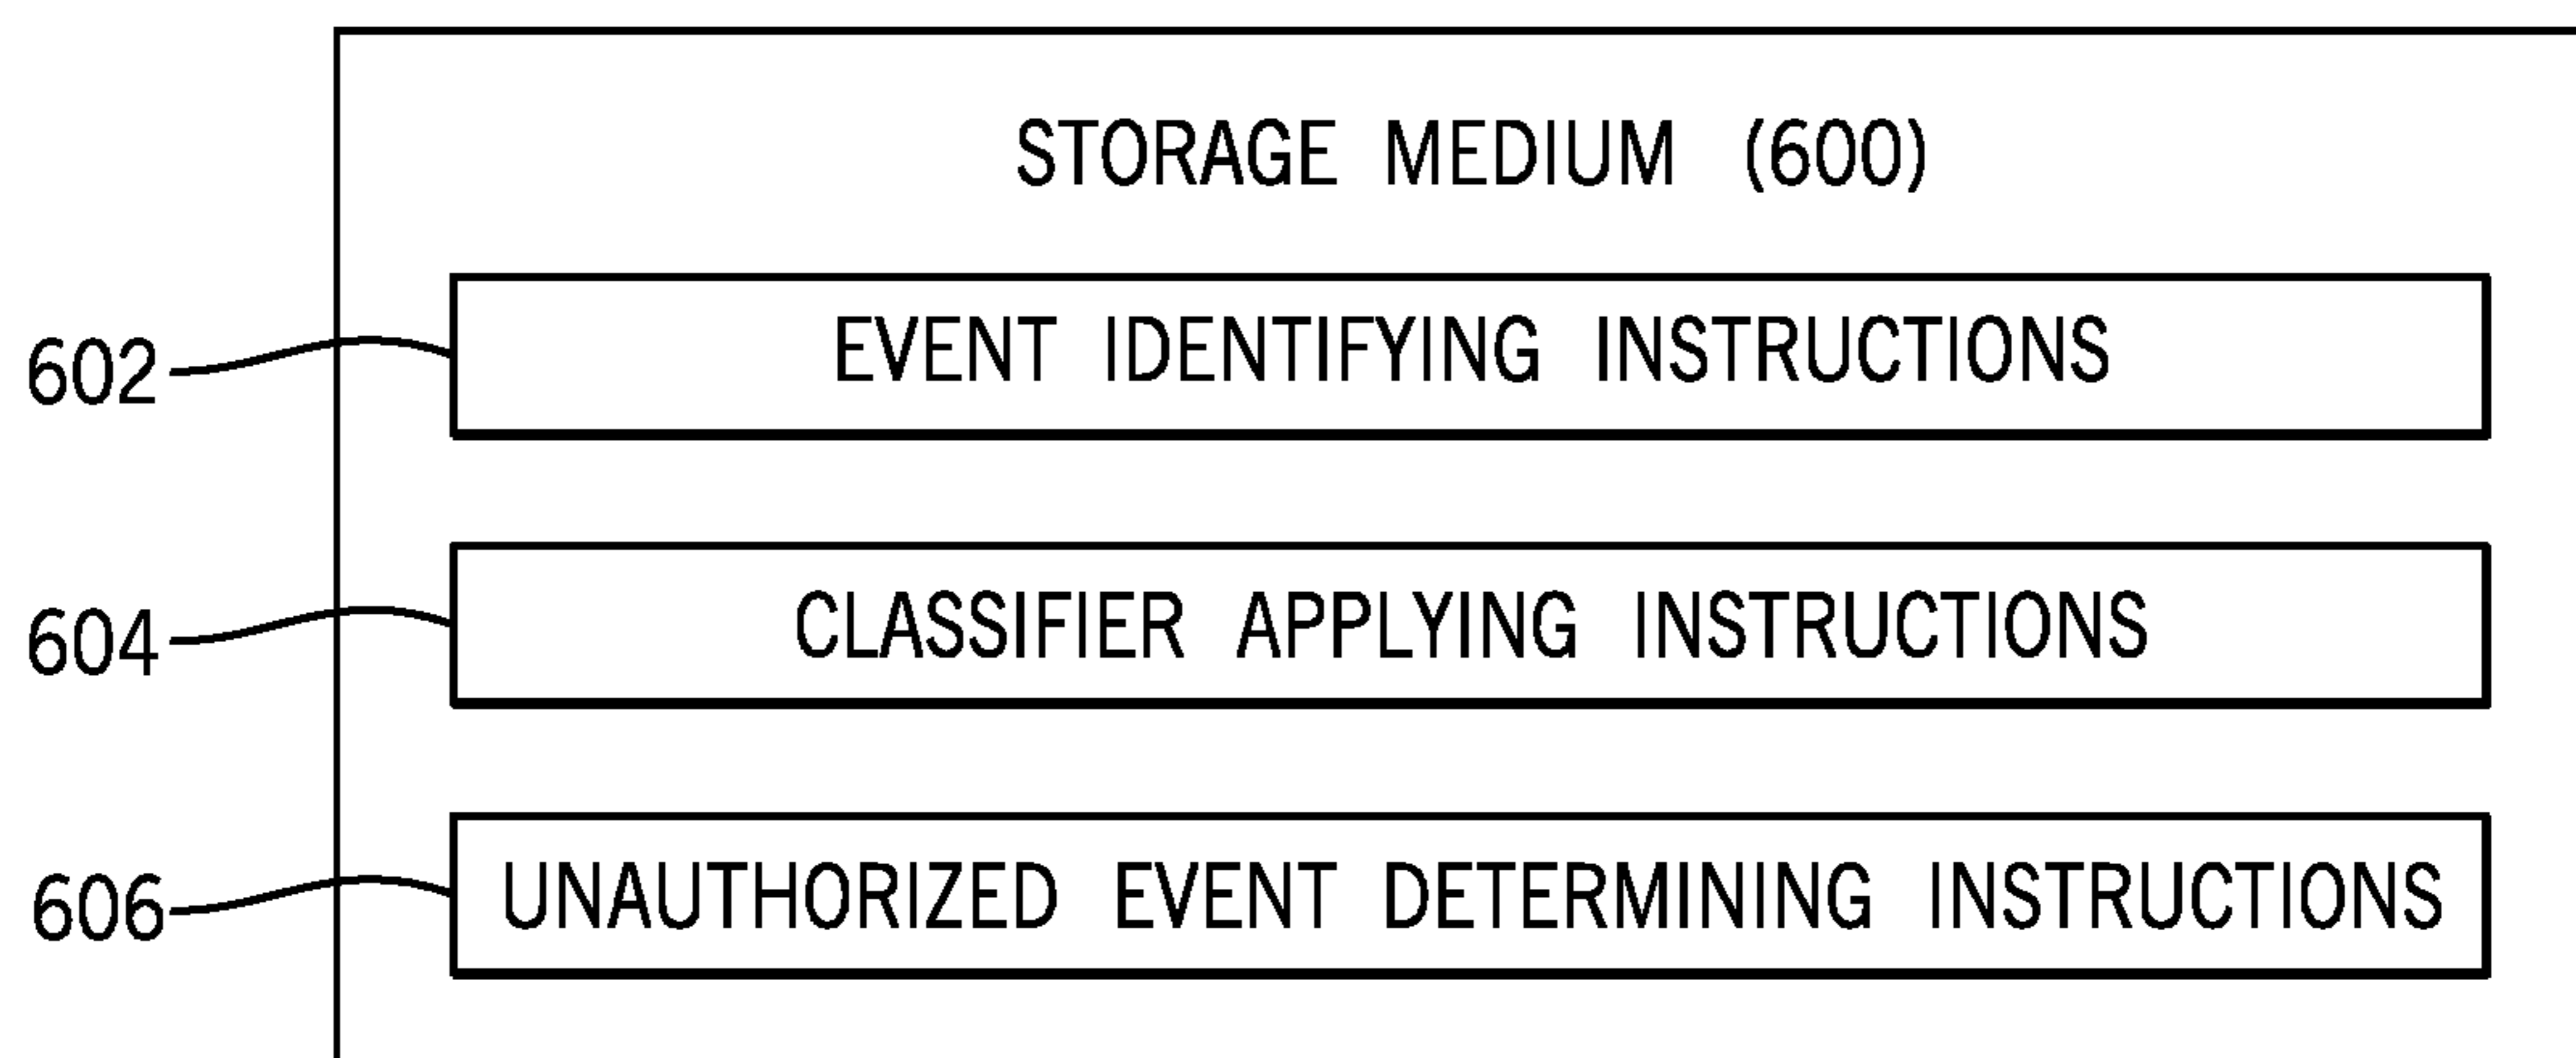 STORAGE MEDIUM (600)
602
EVENT IDENTIFYING INSTRUCTIONS
604
CLASSIFIER APPLYING INSTRUCTIONS
606
UNAUTHORIZED EVENT DETERMINING INSTRUCTIONS